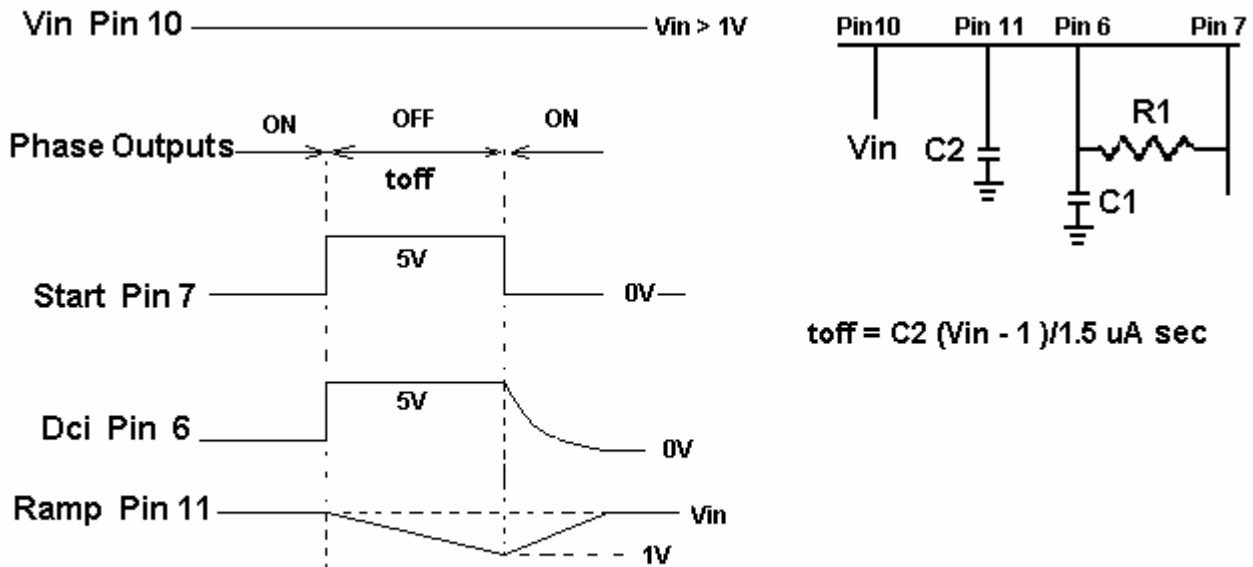 Vin Pin 10
Vin > 1V
Phase Outputs
ON
OFF
ON
toff
Start Pin 7
5V
0V
Dci Pin 6
5V
0V
Ramp Pin 11
Vin
1V
Pin10 Pin 11 Pin 6 Pin 7
Vin
C2
R1
C1
toff = C2 (Vin - 1 )/1.5 uA sec